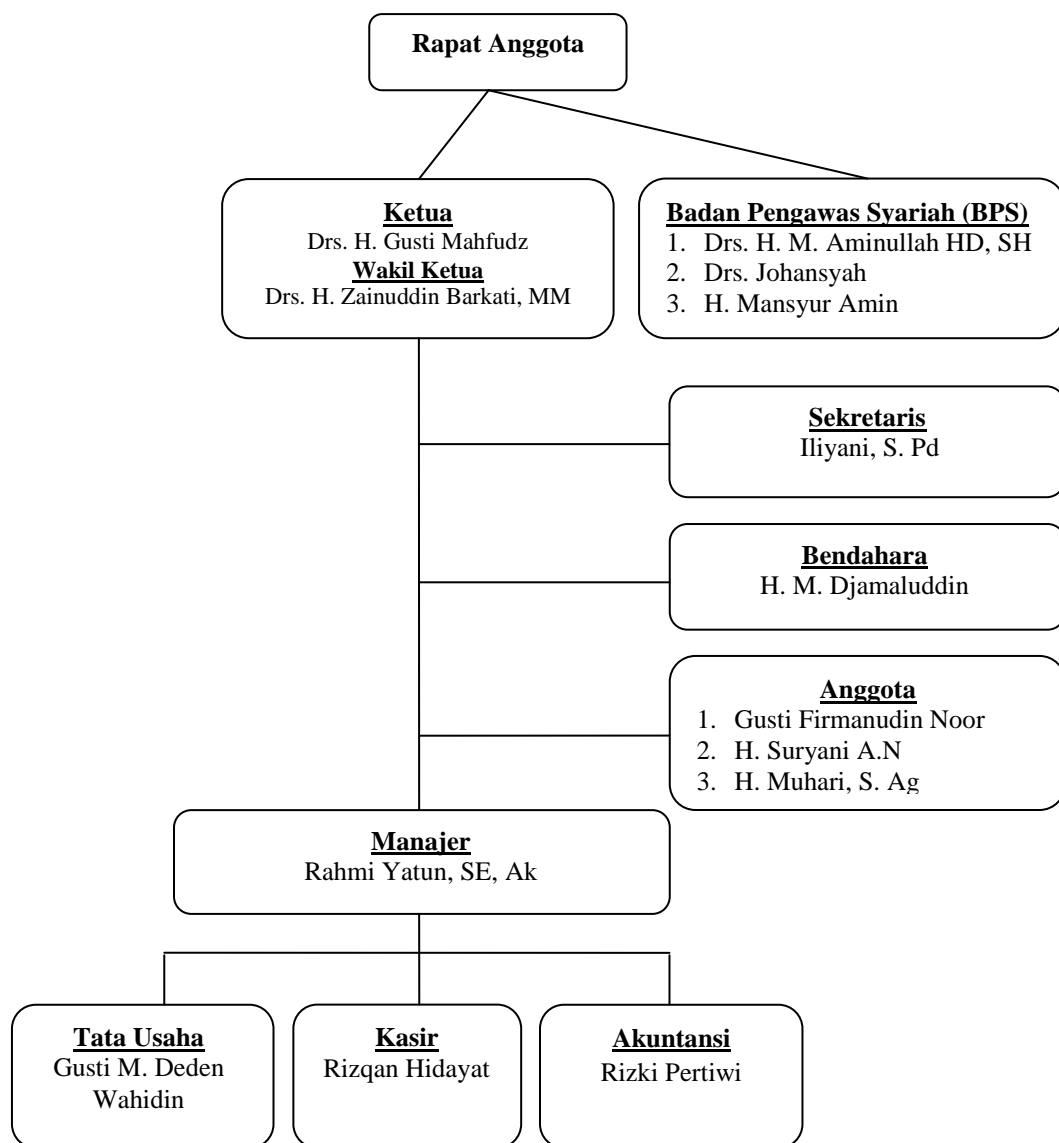 Rapat Anggota
Ketua
Drs. H. Gusti Mahfudz
Wakil Ketua
Drs. H. Zainuddin Barkati, MM
Badan Pengawas Syariah (BPS)
1. Drs. H. M. Aminullah HD, SH
2. Drs. Johansyah
3. H. Mansyur Amin
Sekretaris
Iliyani, S. Pd
Bendahara
H. M. Djamaluddin
Anggota
1. Gusti Firmanudin Noor
2. H. Suryani A.N
3. H. Muhari, S. Ag
Manajer
Rahmi Yatun, SE, Ak
Tata Usaha
Gusti M. Deden
Wahidin
Kasir
Rizqan Hidayat
Akuntansi
Rizki Pertiwi